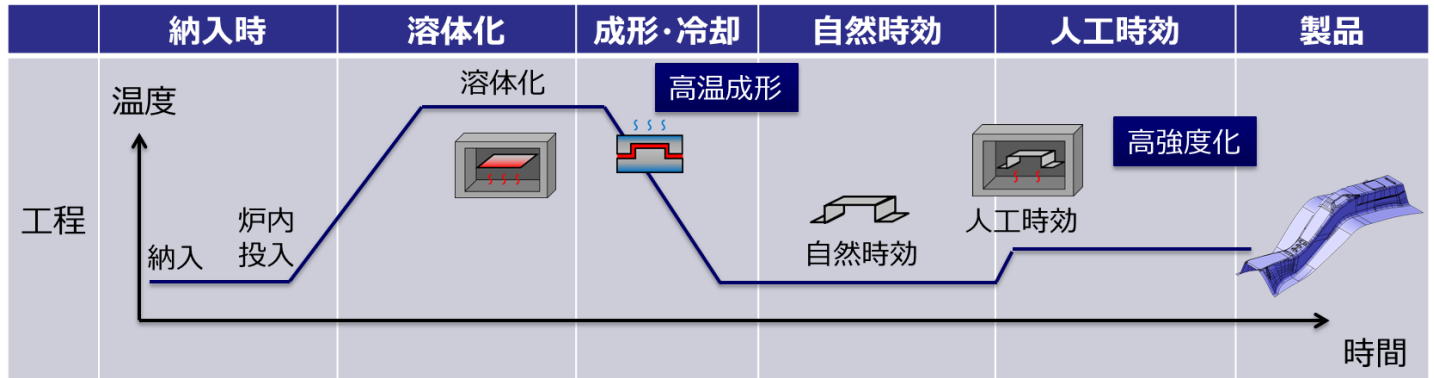 納入時
溶体化
成形・冷却
自然時効
人工時効
製品
工程
温度
納入
炉内
投入
溶体化
高温成形
自然時効
人工時効
高強度化
時間